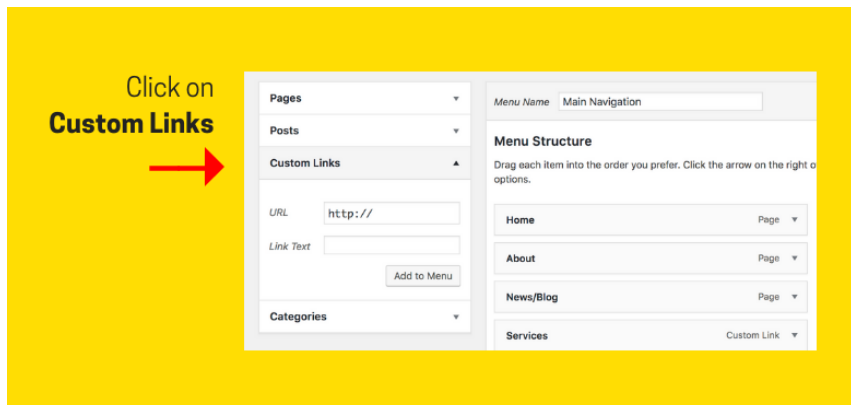 Click on
Custom Links
Pages
Posts
Custom Links
URL http://
Link Text
Add to Menu
Categories
Menu Name Main Navigation
Menu Structure
Drag each item into the order you prefer. Click the arrow on the right o
options.
Home Page
About Page
News/Blog Page
Services Custom Link